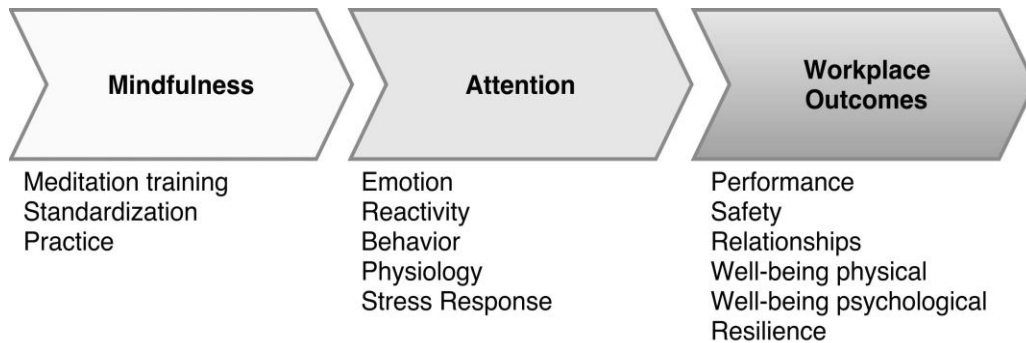 Mindfulness
Meditation training
Standardization
Practice
Attention
Emotion
Reactivity
Behavior
Physiology
Stress Response
Workplace
Outcomes
Performance
Safety
Relationships
Well-being physical
Well-being psychological
Resilience